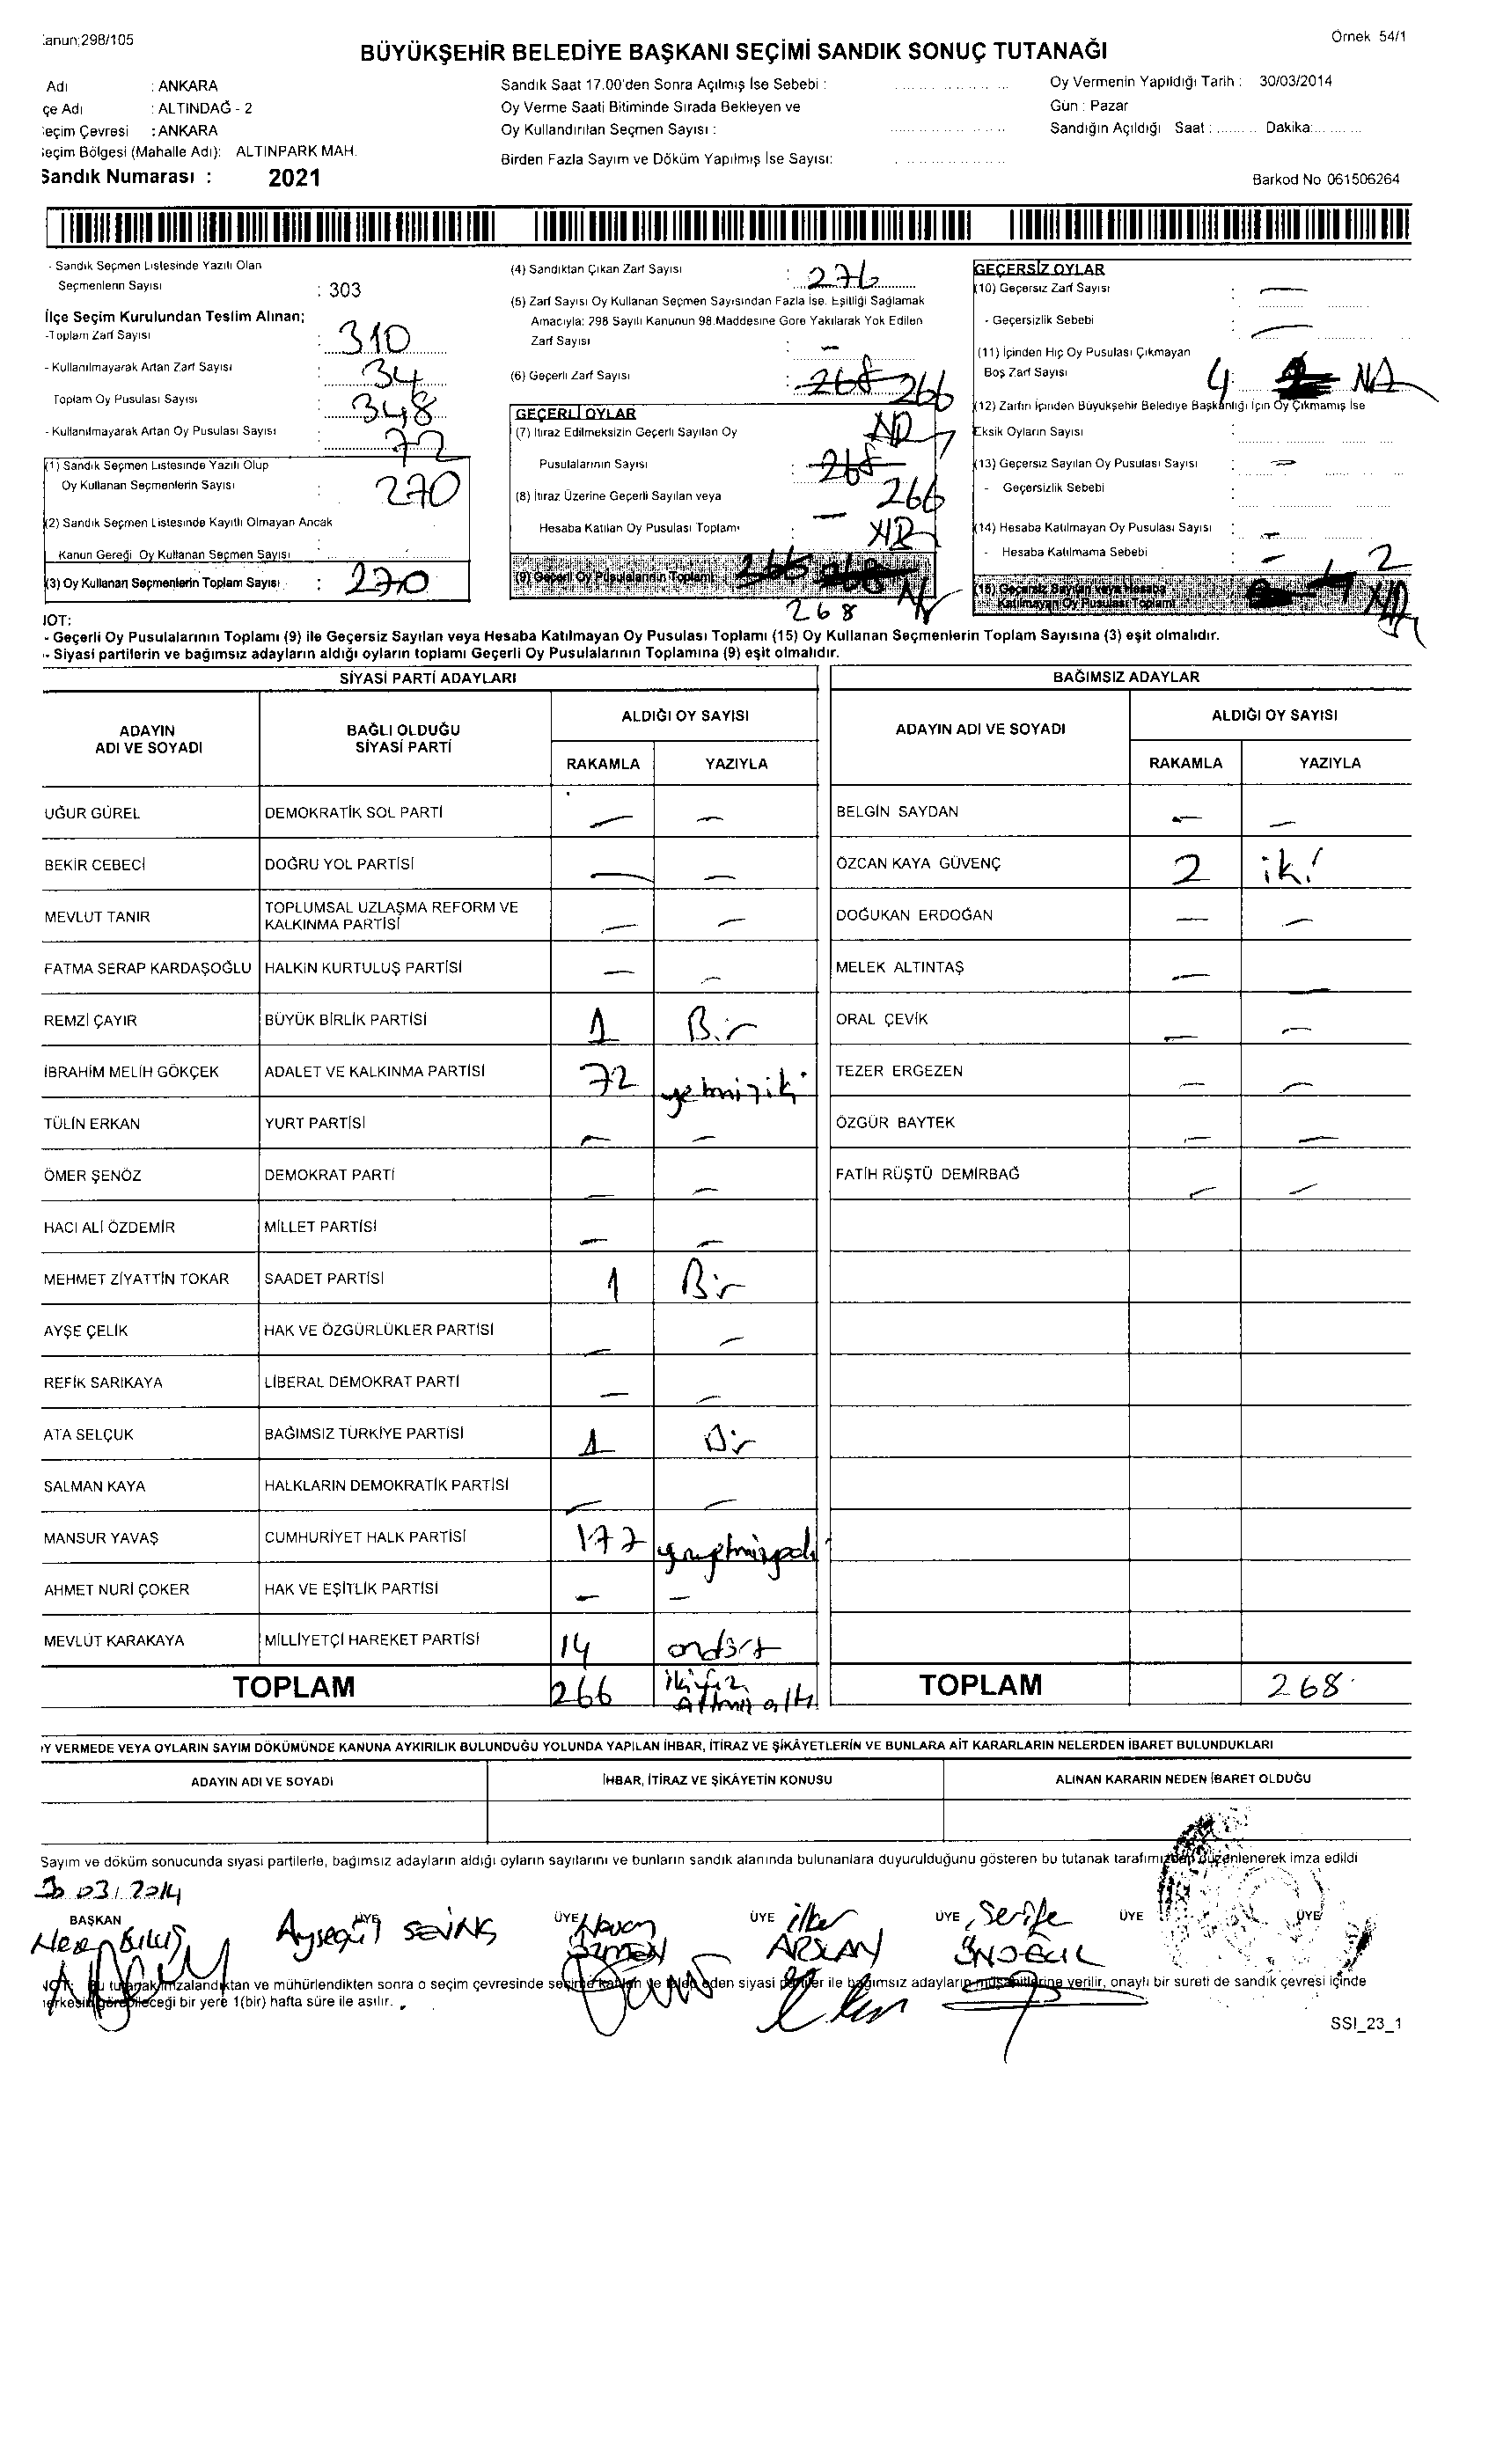 anun;298/105
Örnek 54/1
BÜYÜKŞEHİR BELEDİYE BAŞKANI SEÇİMİ SANDIK SONUÇ TUTANAĞI
Adı : ANKARA
çe Adı : ALTINDAĞ - 2
eçim Çevresi : ANKARA
eçim Bölgesi (Mahalle Adı): ALTINPARK MAH.
Sandık Numarası : 2021
Sandık Saat 17.00'den Sonra Açılmış İse Sebebi :
Oy Verme Saati Bitiminde Sırada Bekleyen ve
Oy Kullandırılan Seçmen Sayısı :
Birden Fazla Sayım ve Döküm Yapılmış İse Sayısı:
Oy Vermenin Yapıldığı Tarih : 30/03/2014
Gün : Pazar
Sandığın Açıldığı Saat : Dakika:
Barkod No 061506264
- Sandık Seçmen Listesinde Yazılı Olan
Seçmenlerin Sayısı : 303
İlçe Seçim Kurulundan Teslim Alınan;
-Toplam Zarf Sayısı : 310
- Kullanılmayarak Artan Zarf Sayısı : 34
Toplam Oy Pusulası Sayısı : 348
- Kullanılmayarak Artan Oy Pusulası Sayısı : 72
(1) Sandık Seçmen Listesinde Yazılı Olup
Oy Kullanan Seçmenlerin Sayısı : 270
(2) Sandık Seçmen Listesinde Kayıtlı Olmayan Ancak
Kanun Gereği Oy Kullanan Seçmen Sayısı :
(3) Oy Kullanan Seçmenlerin Toplam Sayısı : 270
(4) Sandıktan Çıkan Zarf Sayısı : 276
(5) Zarf Sayısı Oy Kullanan Seçmen Sayısından Fazla İse, Eşitliği Sağlamak
Amacıyla: 298 Sayılı Kanunun 98.Maddesine Göre Yakılarak Yok Edilen
Zarf Sayısı : –
(6) Geçerli Zarf Sayısı : 268 266
GEÇERLİ OYLAR
(7) İtiraz Edilmeksizin Geçerli Sayılan Oy
Pusulalarının Sayısı : 268 266
(8) İtiraz Üzerine Geçerli Sayılan veya
Hesaba Katılan Oy Pusulası Toplamı : –
(9) Geçerli Oy Pusulalarının Toplamı : 266 268
268
GEÇERSİZ OYLAR
(10) Geçersiz Zarf Sayısı : –
- Geçersizlik Sebebi : –
(11) İçinden Hiç Oy Pusulası Çıkmayan
Boş Zarf Sayısı : 4
(12) Zarfın İçinden Büyükşehir Belediye Başkanlığı İçin Oy Çıkmamış İse
Eksik Oyların Sayısı :
(13) Geçersiz Sayılan Oy Pusulası Sayısı : –
- Geçersizlik Sebebi :
(14) Hesaba Katılmayan Oy Pusulası Sayısı : –
- Hesaba Katılmama Sebebi : –
(15) Geçersiz Sayılan veya Hesaba
Katılmayan Oy Pusulası Toplamı : 2
NOT:
- Geçerli Oy Pusulalarının Toplamı (9) ile Geçersiz Sayılan veya Hesaba Katılmayan Oy Pusulası Toplamı (15) Oy Kullanan Seçmenlerin Toplam Sayısına (3) eşit olmalıdır.
- Siyasi partilerin ve bağımsız adayların aldığı oyların toplamı Geçerli Oy Pusulalarının Toplamına (9) eşit olmalıdır.
SİYASİ PARTİ ADAYLARI
ADAYIN ADI VE SOYADI
BAĞLI OLDUĞU SİYASİ PARTİ
ALDIĞI OY SAYISI
RAKAMLA YAZIYLA
UĞUR GÜREL DEMOKRATİK SOL PARTİ – –
BEKİR CEBECİ DOĞRU YOL PARTİSİ – –
MEVLUT TANIR TOPLUMSAL UZLAŞMA REFORM VE KALKINMA PARTİSİ – –
FATMA SERAP KARDAŞOĞLU HALKIN KURTULUŞ PARTİSİ – –
REMZİ ÇAYIR BÜYÜK BİRLİK PARTİSİ 1 Bir
İBRAHİM MELİH GÖKÇEK ADALET VE KALKINMA PARTİSİ 72 yetmişiki
TÜLİN ERKAN YURT PARTİSİ – –
ÖMER ŞENÖZ DEMOKRAT PARTİ – –
HACI ALİ ÖZDEMİR MİLLET PARTİSİ – –
MEHMET ZİYATTİN TOKAR SAADET PARTİSİ 1 Bir
AYŞE ÇELİK HAK VE ÖZGÜRLÜKLER PARTİSİ – –
REFİK SARIKAYA LİBERAL DEMOKRAT PARTİ – –
ATA SELÇUK BAĞIMSIZ TÜRKİYE PARTİSİ 1 Bir
SALMAN KAYA HALKLARIN DEMOKRATİK PARTİSİ – –
MANSUR YAVAŞ CUMHURİYET HALK PARTİSİ 177
AHMET NURİ ÇOKER HAK VE EŞİTLİK PARTİSİ – –
MEVLÜT KARAKAYA MİLLİYETÇİ HAREKET PARTİSİ 14 ondört
TOPLAM 266 ikiyüz altmış altı
BAĞIMSIZ ADAYLAR
ADAYIN ADI VE SOYADI
ALDIĞI OY SAYISI
RAKAMLA YAZIYLA
BELGİN SAYDAN – –
ÖZCAN KAYA GÜVENÇ 2 iki
DOĞUKAN ERDOĞAN – –
MELEK ALTINTAŞ – –
ORAL ÇEVİK – –
TEZER ERGEZEN – –
ÖZGÜR BAYTEK – –
FATİH RÜŞTÜ DEMİRBAĞ – –
TOPLAM 268
Y VERMEDE VEYA OYLARIN SAYIM DÖKÜMÜNDE KANUNA AYKIRILIK BULUNDUĞU YOLUNDA YAPILAN İHBAR, İTİRAZ VE ŞİKÂYETLERİN VE BUNLARA AİT KARARLARIN NELERDEN İBARET BULUNDUKLARI
ADAYIN ADI VE SOYADI İHBAR, İTİRAZ VE ŞİKÂYETİN KONUSU ALINAN KARARIN NEDEN İBARET OLDUĞU
Sayım ve döküm sonucunda siyasi partilerle, bağımsız adayların aldığı oyların sayılarını ve bunların sandık alanında bulunanlara duyurulduğunu gösteren bu tutanak tarafımızdan düzenlenerek imza edildi
30.03.2014
BAŞKAN ÜYE ÜYE ÜYE ÜYE ÜYE ÜYE
Ayşegül SEVİNÇ
ilker ARSLAN
Şerife
NOT: Bu tutanak imzalandıktan ve mühürlendikten sonra o seçim çevresinde seçime katılan ve talep eden siyasi partiler ile bağımsız adayların müşahitlerine verilir, onaylı bir sureti de sandık çevresi içinde
herkesin görebileceği bir yere 1(bir) hafta süre ile asılır.
SSI_23_1